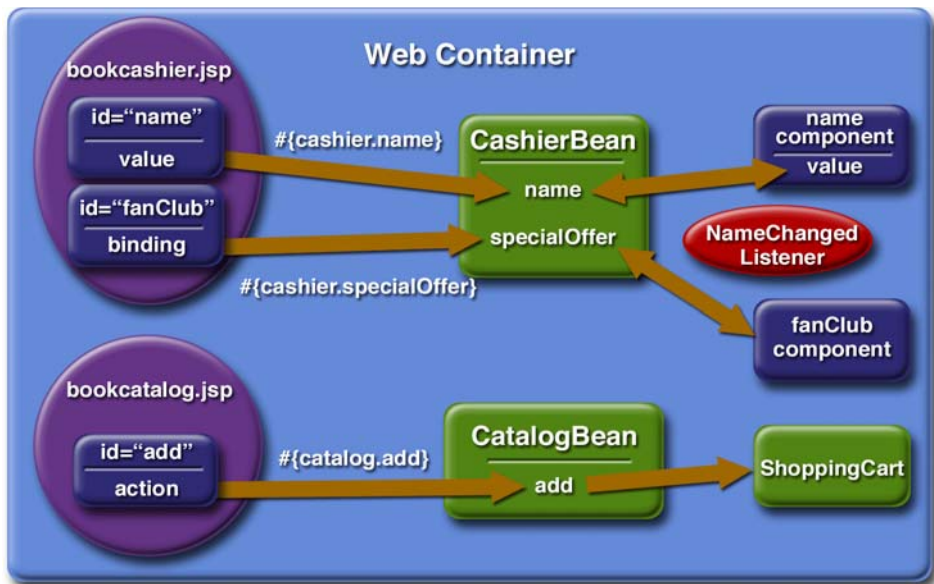 Web Container
bookcashier.jsp
id=“name”
value
id=“fanClub”
binding
#{cashier.name}
#{cashier.specialOffer}
CashierBean
name
specialOffer
name
component
value
NameChanged
Listener
fanClub
component
bookcatalog.jsp
id=“add”
action
#{catalog.add}
CatalogBean
add
ShoppingCart